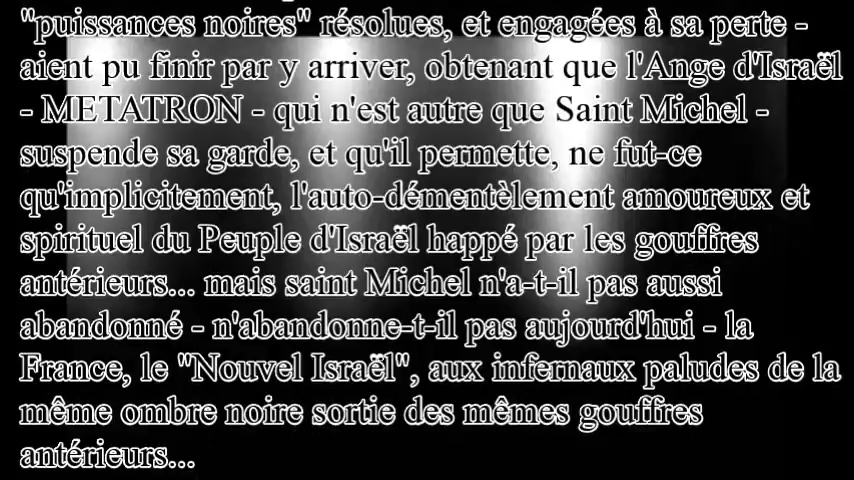 "puissances noires" résolues, et engagées à sa perte -
aient pu finir par y arriver, obtenant que l'Ange d'Israël
- METATRON - qui n'est autre que Saint Michel -
suspende sa garde, et qu'il permette, ne fut-ce
qu'implicitement, l'auto-démentèlement amoureux et
spirituel du Peuple d'Israël happé par les gouffres
antérieurs... mais saint Michel n'a-t-il pas aussi
abandonné - n'abandonne-t-il pas aujourd'hui - la
France, le "Nouvel Israël", aux infernaux paludes de la
même ombre noire sortie des mêmes gouffres
antérieurs...